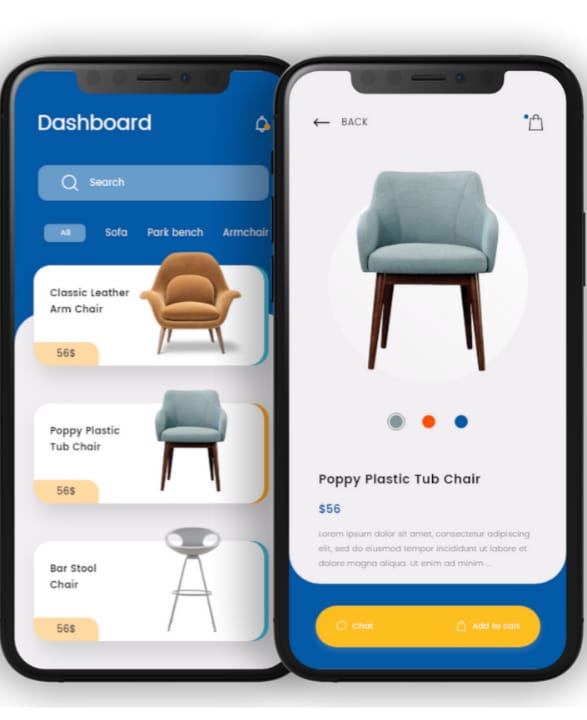 Dashboard
Search
All Sofa Park bench Armchair
Classic Leather
Arm Chair
56$
Poppy Plastic
Tub Chair
56$
Bar Stool
Chair
56$
BACK
Poppy Plastic Tub Chair
$56
Lorem ipsum dolor sit amet, consectetur adipiscing
elit, sed do eiusmod tempor incididunt ut labore et
dolore magna aliqua. Ut enim ad minim ...
Chat Add to cart